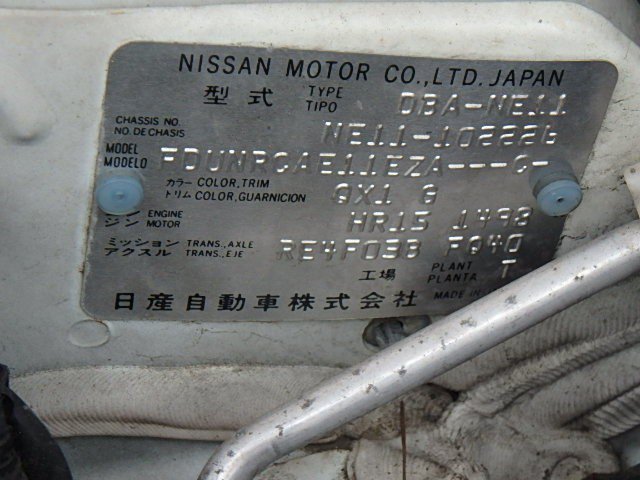 NISSAN MOTOR CO.,LTD. JAPAN
型式 TYPE TIPO DBA-NE11
CHASSIS NO. NO. DE CHASIS NE11-102226
MODEL MODELO FDUNRCAE11EZA---C-
カラー COLOR,TRIM トリム COLOR,GUARNICION QX1 G
ジン ENGINE MOTOR HR15 1498
ミッション TRANS.,AXLE アクスル TRANS.,EJE RE4F03B FQ40
工場 PLANT PLANTA T
日産自動車株式会社 MADE IN